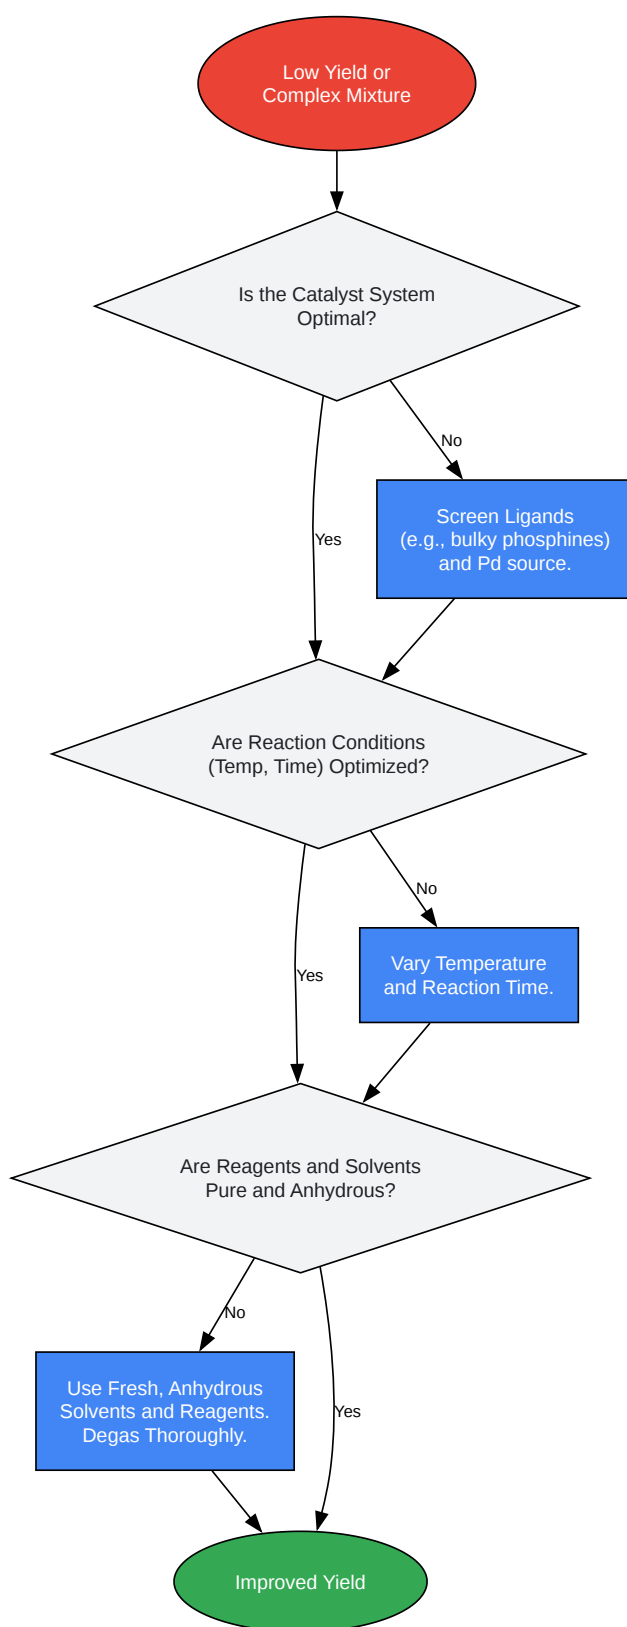 Low Yield or
Complex Mixture
Is the Catalyst System
Optimal?
No
Screen Ligands
(e.g., bulky phosphines)
and Pd source.
Yes
Are Reaction Conditions
(Temp, Time) Optimized?
No
Vary Temperature
and Reaction Time.
Yes
Are Reagents and Solvents
Pure and Anhydrous?
No
Use Fresh, Anhydrous
Solvents and Reagents.
Degas Thoroughly.
Yes
Improved Yield